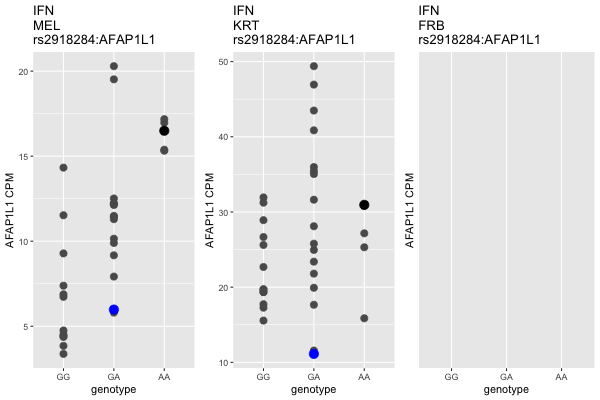 IFN
MEL
rs2918284:AFAP1L1
20
15
10
5
AFAP1L1 CPM
GG GA AA
genotype
IFN
KRT
rs2918284:AFAP1L1
50
40
30
20
10
AFAP1L1 CPM
GG GA AA
genotype
IFN
FRB
rs2918284:AFAP1L1
AFAP1L1 CPM
GG GA AA
genotype